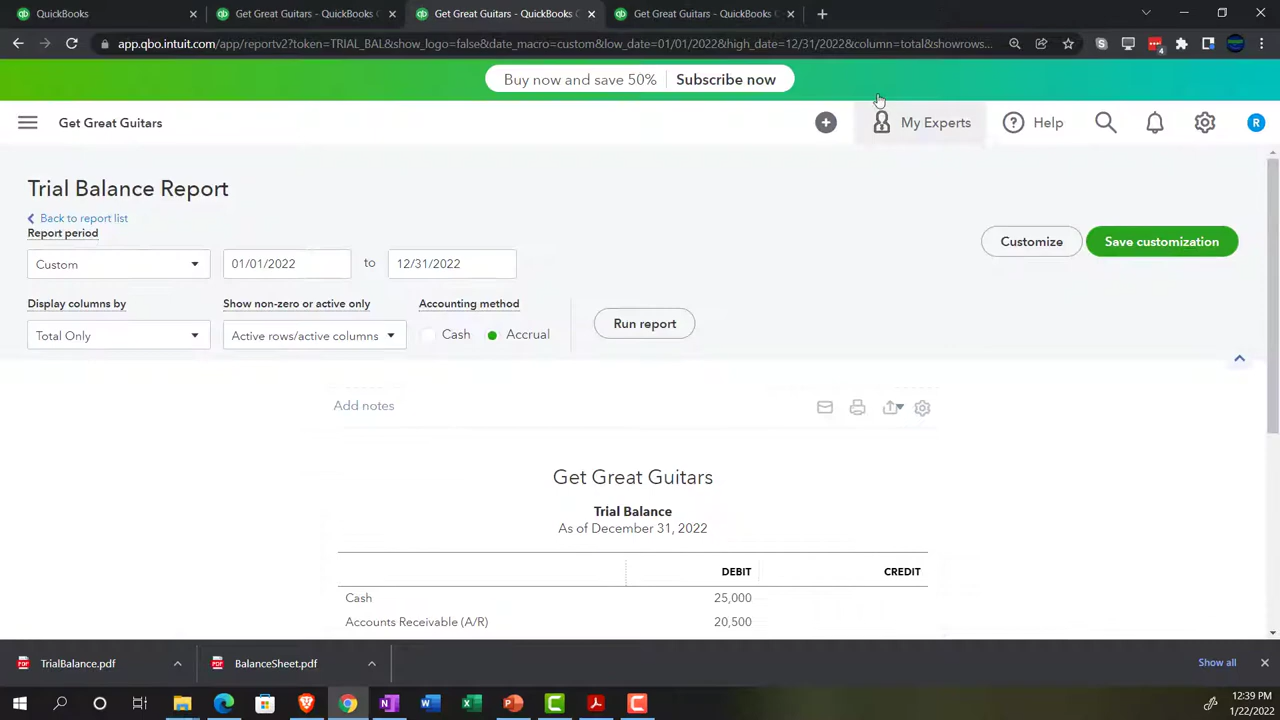 QuickBooks
Get Great Guitars - QuickBooks C
Get Great Guitars - QuickBooks C
Get Great Guitars - QuickBooks C
app.qbo.intuit.com/app/reportv2?token=TRIAL_BAL&show_logo=false&date_macro=custom&low_date=01/01/2022&high_date=12/31/2022&column=total&showrows...
4
Buy now and save 50% Subscribe now
Get Great Guitars
My Experts
Help
R
Trial Balance Report
Back to report list
Report period
Custom
01/01/2022
to
12/31/2022
Customize
Save customization
Display columns by
Show non-zero or active only
Accounting method
Total Only
Active rows/active columns
Cash
Accrual
Run report
Add notes
Get Great Guitars
Trial Balance
As of December 31, 2022
DEBIT CREDIT
Cash 25,000
Accounts Receivable (A/R) 20,500
TrialBalance.pdf
BalanceSheet.pdf
Show all
12:39 PM
1/22/2022